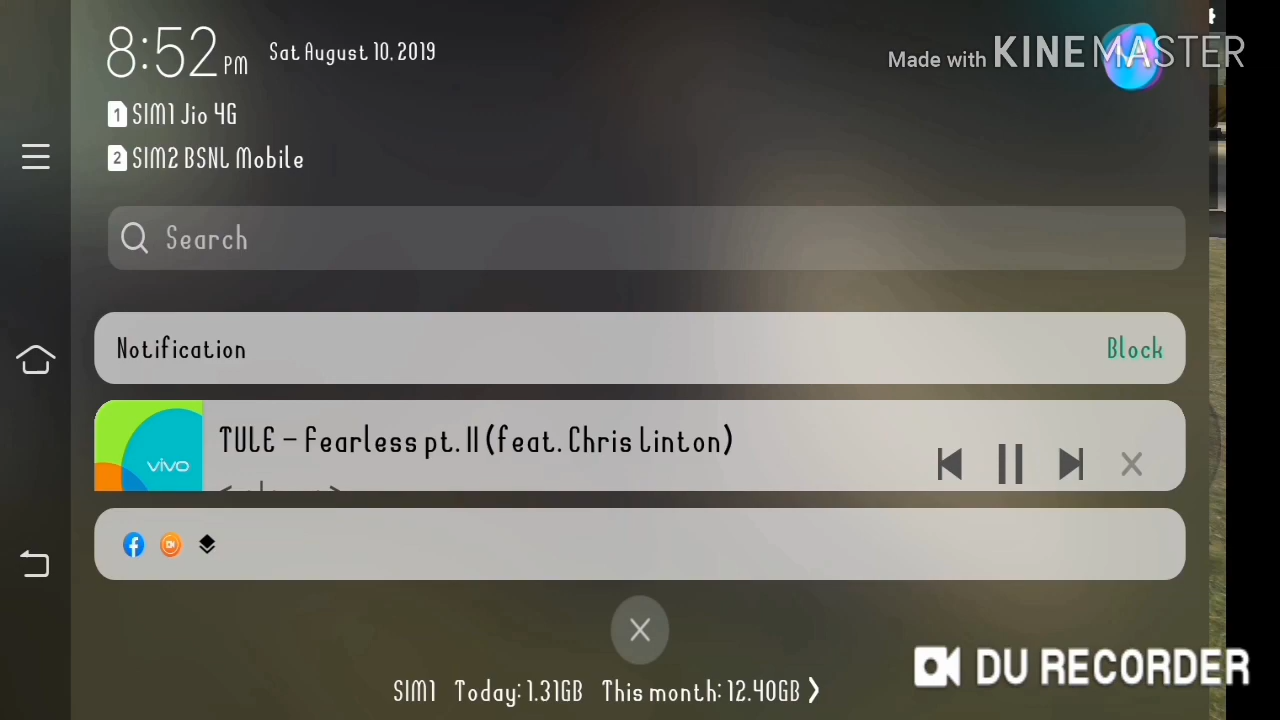 8:52 PM Sat August 10, 2019
Made with KINEMASTER
1 SIM1 Jio 4G
2 SIM2 BSNL Mobile
Search
Notification Block
vivo TULE - Fearless pt. II (feat. Chris Linton)
SIM1 Today: 1.31GB This month: 12.40GB
DU RECORDER